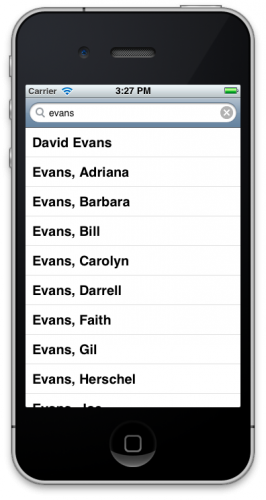 Carrier 3:27 PM
evans
David Evans
Evans, Adriana
Evans, Barbara
Evans, Bill
Evans, Carolyn
Evans, Darrell
Evans, Faith
Evans, Gil
Evans, Herschel